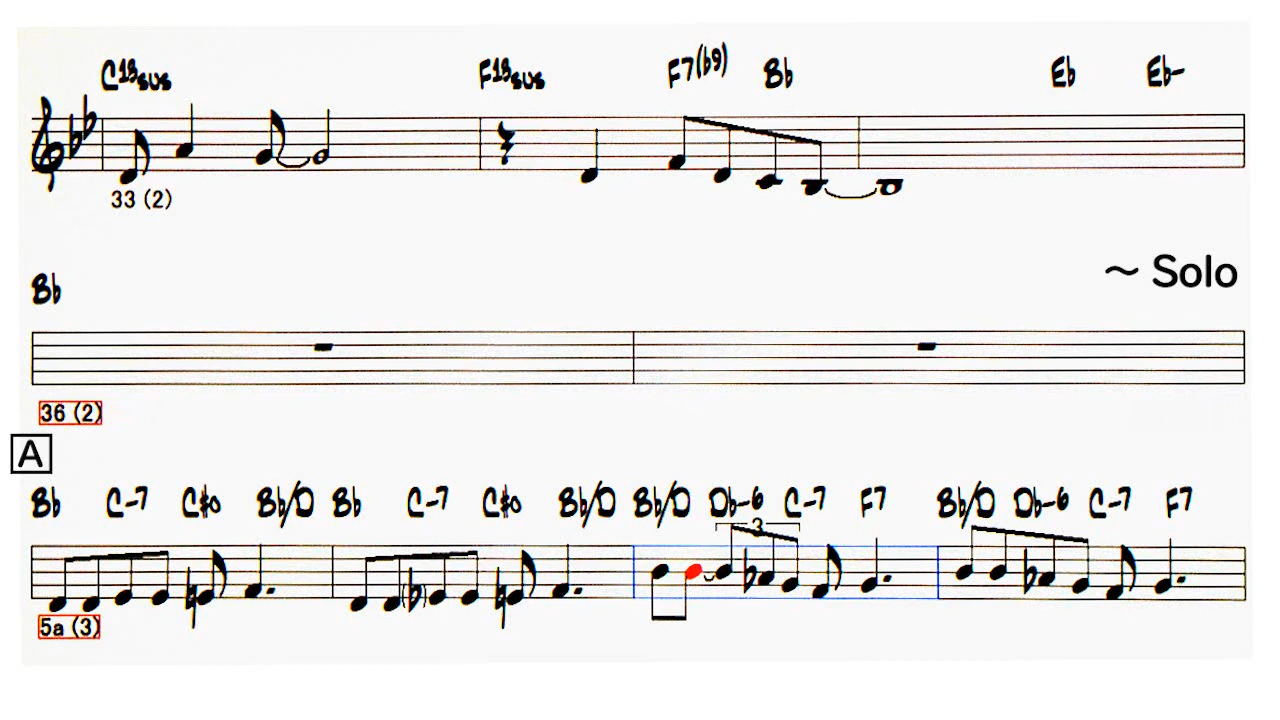 C13sus F13sus F7(b9) Bb Eb Eb-
33 (2)
~ Solo
Bb
36 (2)
A
Bb C-7 C#o Bb/D Bb C-7 C#o Bb/D Bb/D Db-6 C-7 F7 Bb/D Db-6 C-7 F7
3
5a (3)